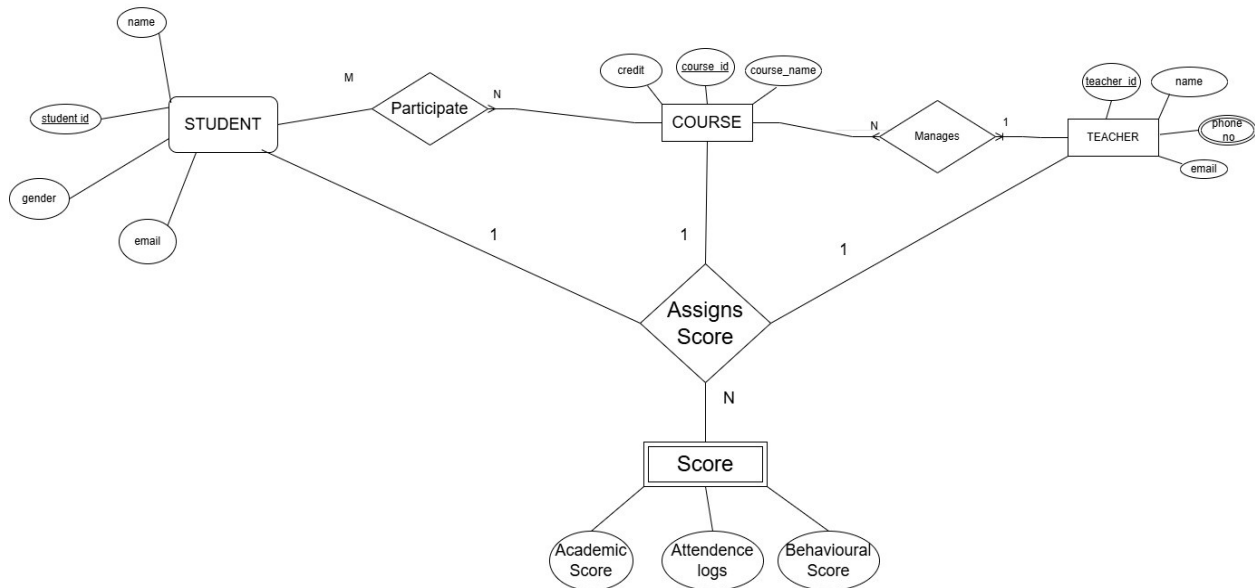 name
M
N
Participate
student id
STUDENT
gender
email
credit
course_id
course_name
COURSE
N
Manages
1
teacher_id
name
TEACHER
phone
no
email
1
1
1
Assigns
Score
N
Score
Academic
Score
Attendence
logs
Behavioural
Score